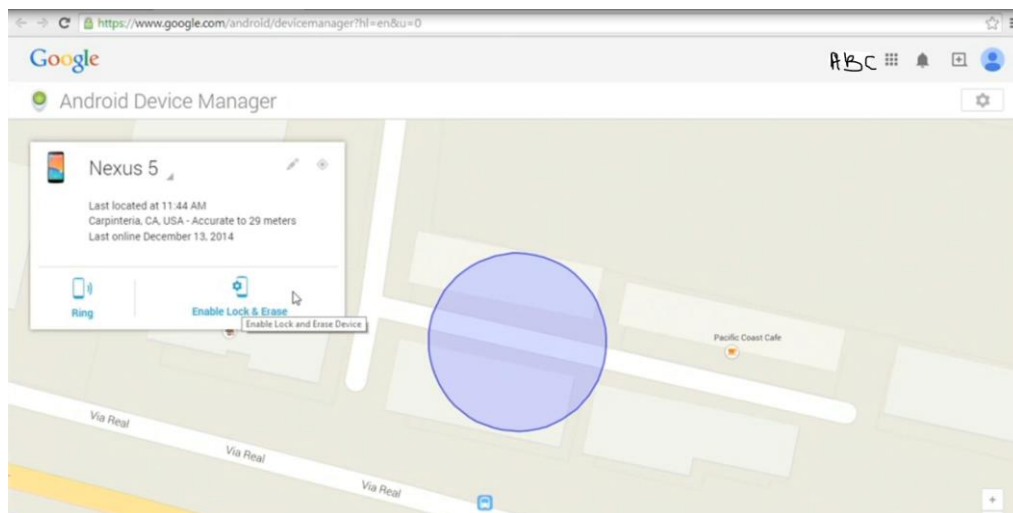 https://www.google.com/android/devicemanager?hl=en&u=0
Google
ABC
Android Device Manager
Nexus 5
Last located at 11:44 AM
Carpinteria, CA, USA - Accurate to 29 meters
Last online December 13, 2014
Ring
Enable Lock & Erase
Enable Lock and Erase Device
Pacific Coast Cafe
Via Real
Via Real
Via Real